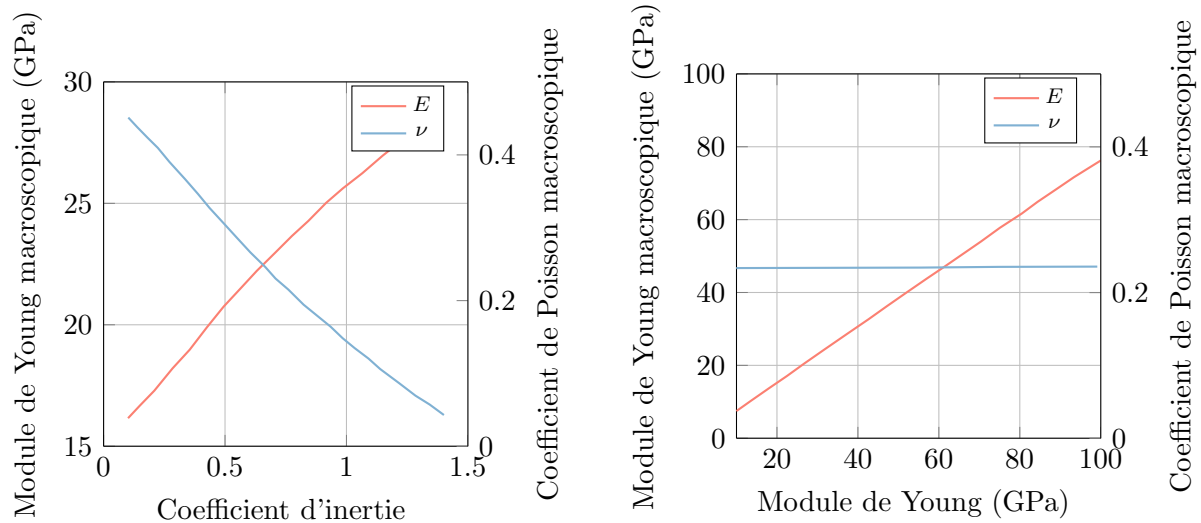 Module de Young macroscopique (GPa)
30
25
20
15
0
0.5
1
1.5
Coefficient d'inertie
E
ν
0.4
0.2
0
Coefficient de Poisson macroscopique
Module de Young macroscopique (GPa)
100
80
60
40
20
0
20
40
60
80
100
Module de Young (GPa)
E
ν
0.4
0.2
0
Coefficient de Poisson macroscopique